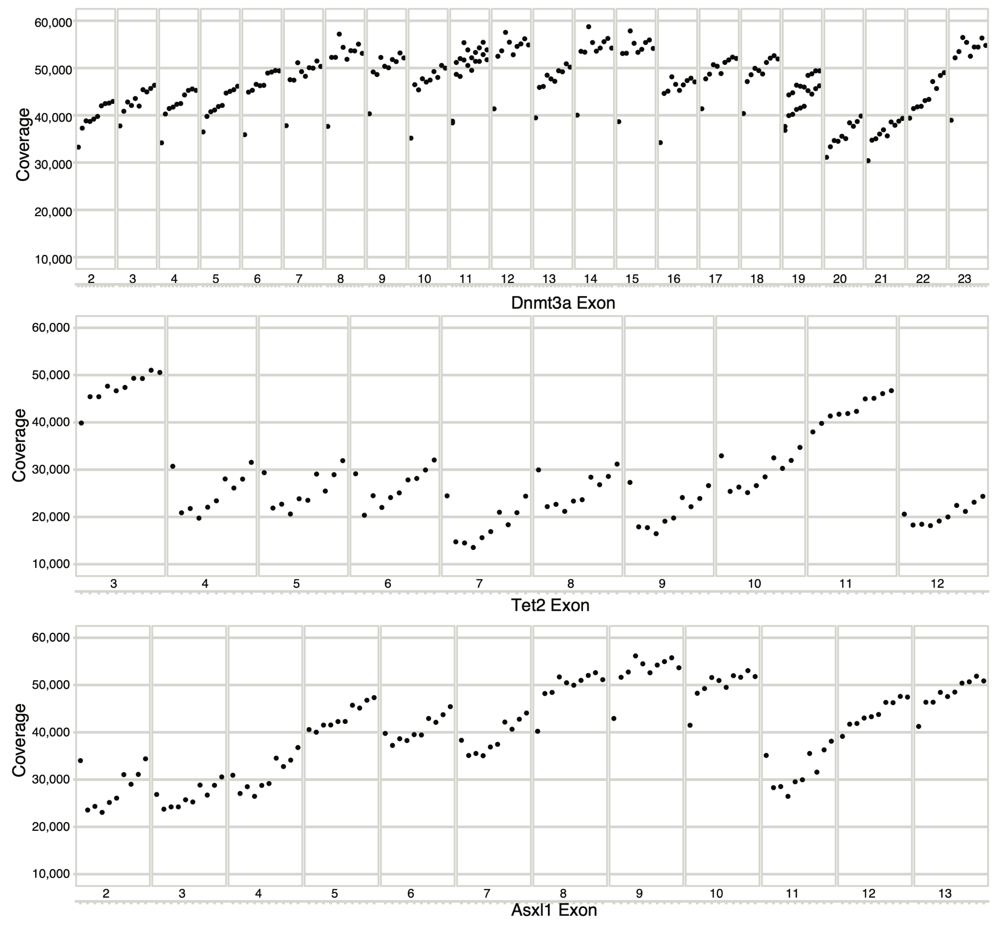 60,000
50,000
40,000
30,000
20,000
10,000
Coverage
2 3 4 5 6 7 8 9 10 11 12 13 14 15 16 17 18 19 20 21 22 23
Dnmt3a Exon
60,000
50,000
40,000
30,000
20,000
10,000
Coverage
3 4 5 6 7 8 9 10 11 12
Tet2 Exon
60,000
50,000
40,000
30,000
20,000
10,000
Coverage
2 3 4 5 6 7 8 9 10 11 12 13
Asxl1 Exon